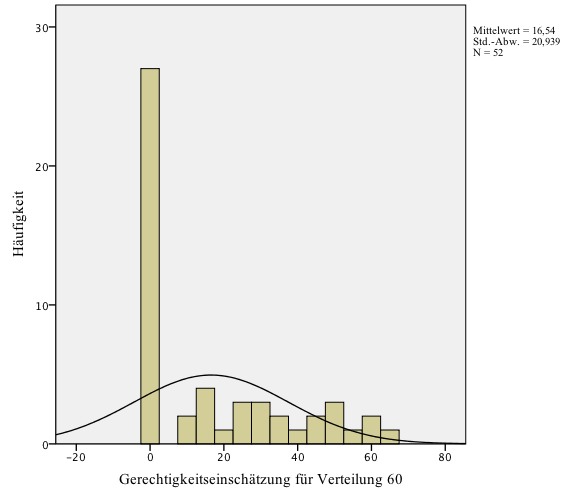 Mittelwert = 16,54
Std.-Abw. = 20,939
N = 52
30
20
10
0
Häufigkeit
-20 0 20 40 60 80
Gerechtigkeitseinschätzung für Verteilung 60